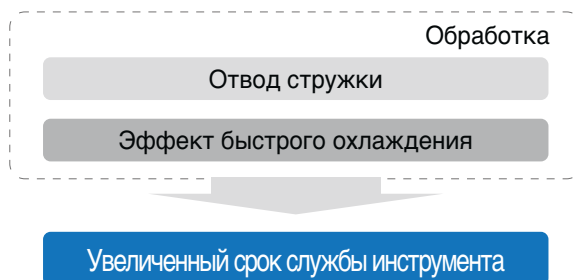 Обработка
Отвод стружки
Эффект быстрого охлаждения
Увеличенный срок службы инструмента